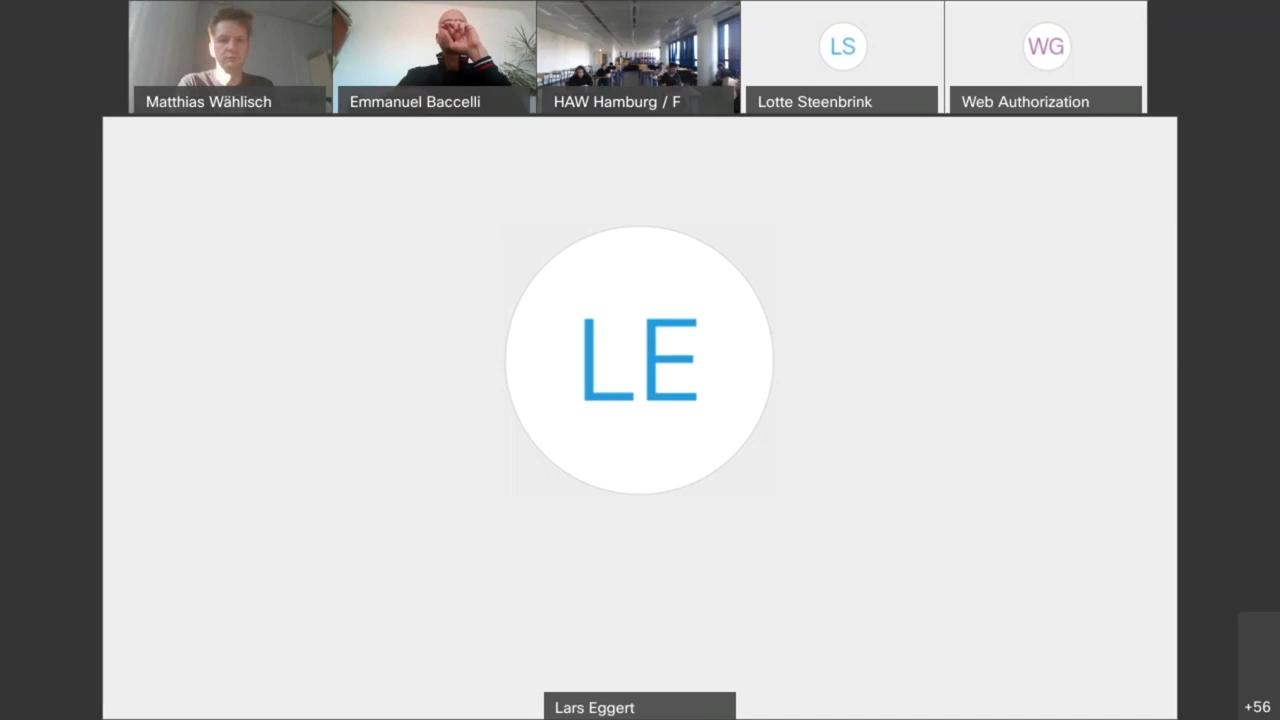 LS
WG
Matthias Wählisch
Emmanuel Baccelli
HAW Hamburg / F
Lotte Steenbrink
Web Authorization
LE
Lars Eggert
+56